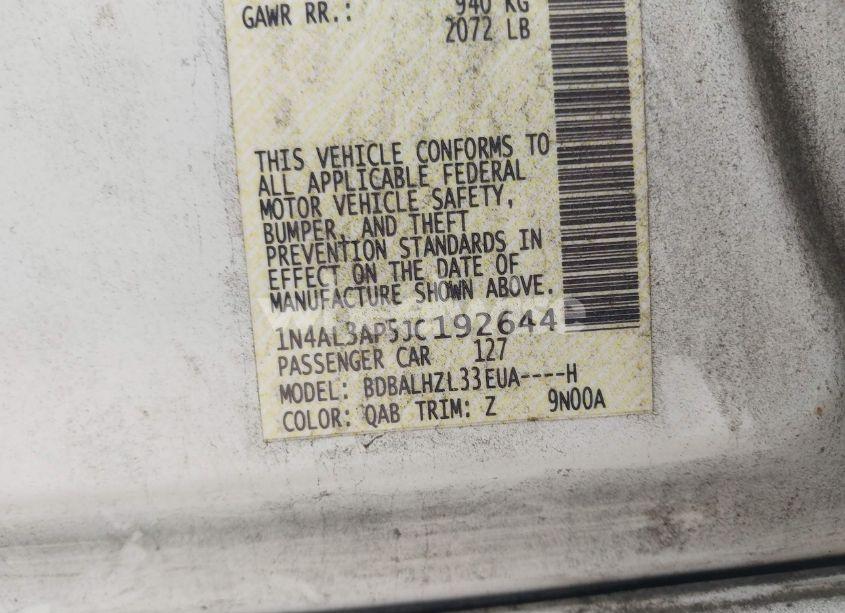 GAWR RR.: 940 KG
2072 LB
THIS VEHICLE CONFORMS TO
ALL APPLICABLE FEDERAL
MOTOR VEHICLE SAFETY,
BUMPER, AND THEFT
PREVENTION STANDARDS IN
EFFECT ON THE DATE OF
MANUFACTURE SHOWN ABOVE.
1N4AL3AP5JC192644
PASSENGER CAR 127
MODEL: BDBALHZL33EUA----H
COLOR: QAB TRIM: Z 9N00A